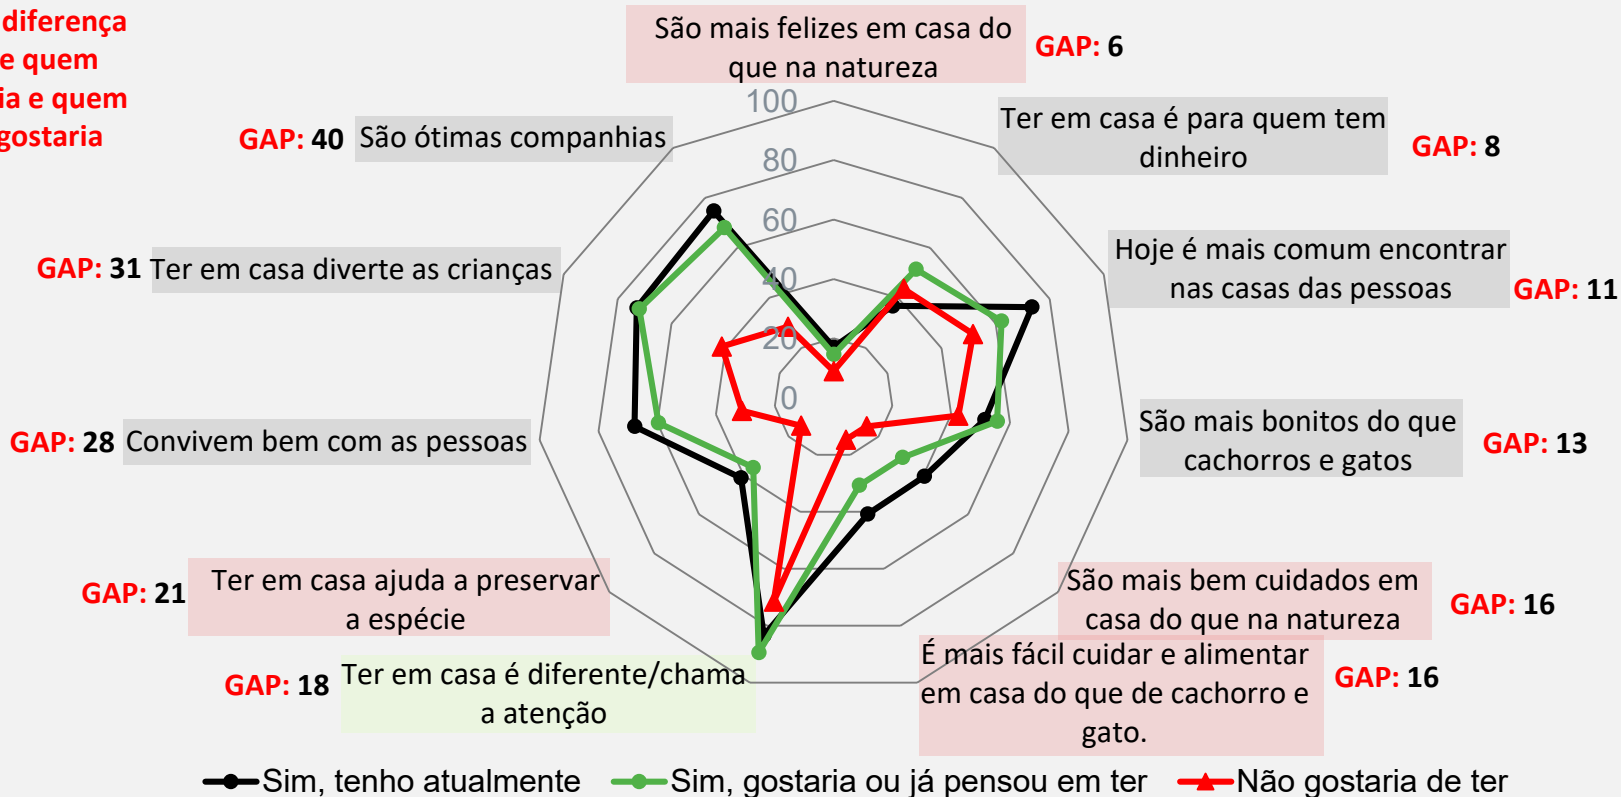 diferença
e quem
ia e quem
gostaria
São mais felizes em casa do
que na natureza
GAP: 6
Ter em casa é para quem tem
dinheiro
GAP: 8
Hoje é mais comum encontrar
nas casas das pessoas
GAP: 11
São mais bonitos do que
cachorros e gatos
GAP: 13
São mais bem cuidados em
casa do que na natureza
GAP: 16
É mais fácil cuidar e alimentar
em casa do que de cachorro e
gato.
GAP: 16
GAP: 18
Ter em casa é diferente/chama
a atenção
GAP: 21
Ter em casa ajuda a preservar
a espécie
GAP: 28 Convivem bem com as pessoas
GAP: 31 Ter em casa diverte as crianças
GAP: 40 São ótimas companhias
100
80
60
40
20
0
Sim, tenho atualmente
Sim, gostaria ou já pensou em ter
Não gostaria de ter